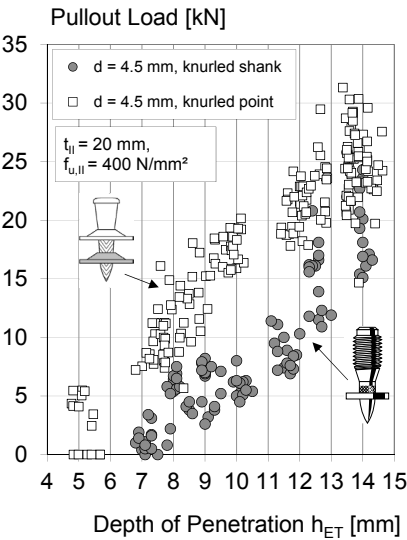 Pullout Load [kN]
35
30
25
20
15
10
5
0
d = 4.5 mm, knurled shank
d = 4.5 mm, knurled point
t_II = 20 mm,
f_u,II = 400 N/mm²
4 5 6 7 8 9 10 11 12 13 14 15
Depth of Penetration h_ET [mm]